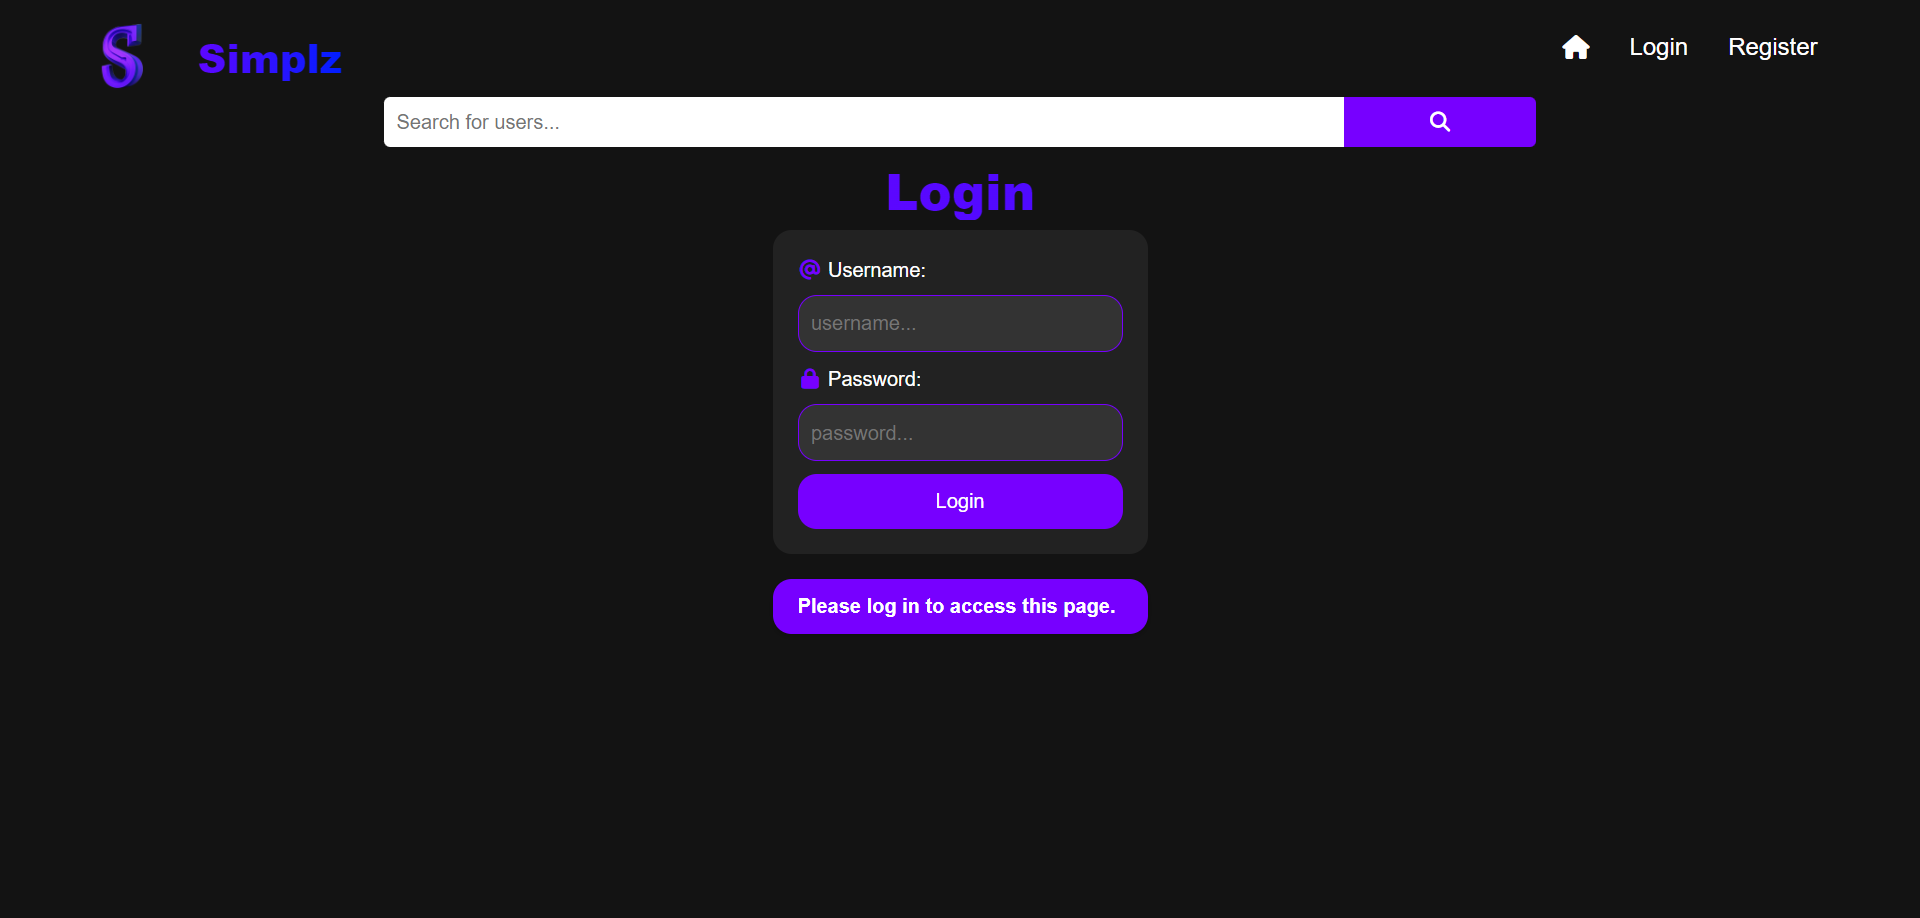 S
Simplz
Login
Register
Search for users...
Login
@ Username:
username...
Password:
password...
Login
Please log in to access this page.